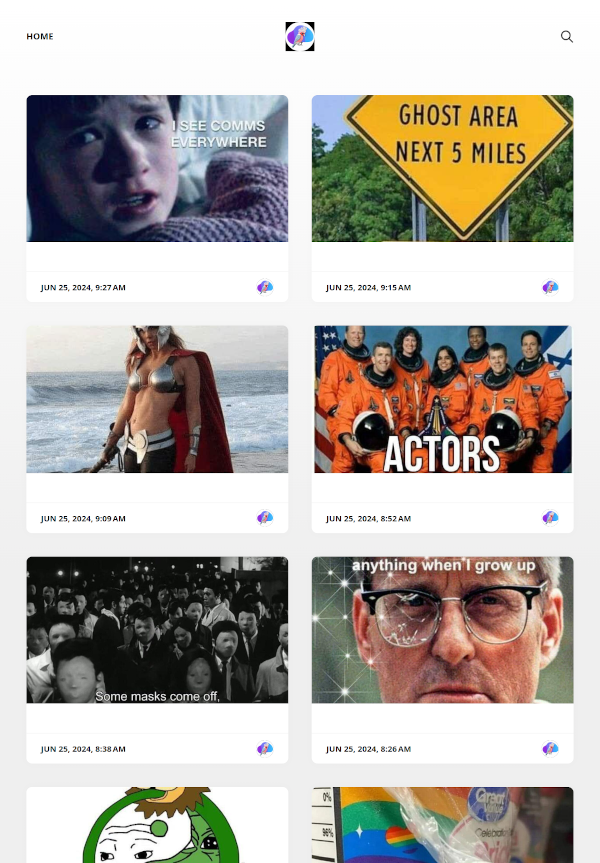 HOME
I SEE COMMS
EVERYWHERE
GHOST AREA
NEXT 5 MILES
JUN 25, 2024, 9:27 AM
JUN 25, 2024, 9:15 AM
ACTORS
JUN 25, 2024, 9:09 AM
JUN 25, 2024, 8:52 AM
Some masks come off,
anything when I grow up
JUN 25, 2024, 8:38 AM
JUN 25, 2024, 8:26 AM
0%
Great
Value